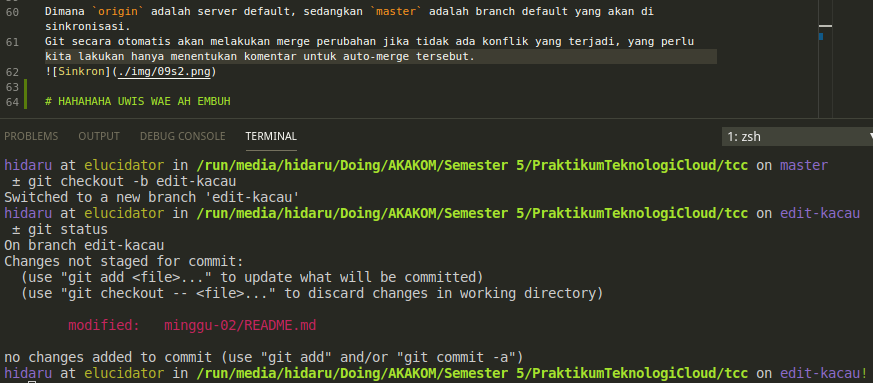 60 Dimana `origin` adalah server default, sedangkan `master` adalah branch default yang akan di
sinkronisasi.
61 Git secara otomatis akan melakukan merge perubahan jika tidak ada konflik yang terjadi, yang perlu
kita lakukan hanya menentukan komentar untuk auto-merge tersebut.
62 ![Sinkron](./img/09s2.png)
63
64 # HAHAHAHA UWIS WAE AH EMBUH
PROBLEMS OUTPUT DEBUG CONSOLE TERMINAL 1: zsh
hidaru at elucidator in /run/media/hidaru/Doing/AKAKOM/Semester 5/PraktikumTeknologiCloud/tcc on master
± git checkout -b edit-kacau
Switched to a new branch 'edit-kacau'
hidaru at elucidator in /run/media/hidaru/Doing/AKAKOM/Semester 5/PraktikumTeknologiCloud/tcc on edit-kacau
± git status
On branch edit-kacau
Changes not staged for commit:
(use "git add <file>..." to update what will be committed)
(use "git checkout -- <file>..." to discard changes in working directory)
modified: minggu-02/README.md
no changes added to commit (use "git add" and/or "git commit -a")
hidaru at elucidator in /run/media/hidaru/Doing/AKAKOM/Semester 5/PraktikumTeknologiCloud/tcc on edit-kacau!